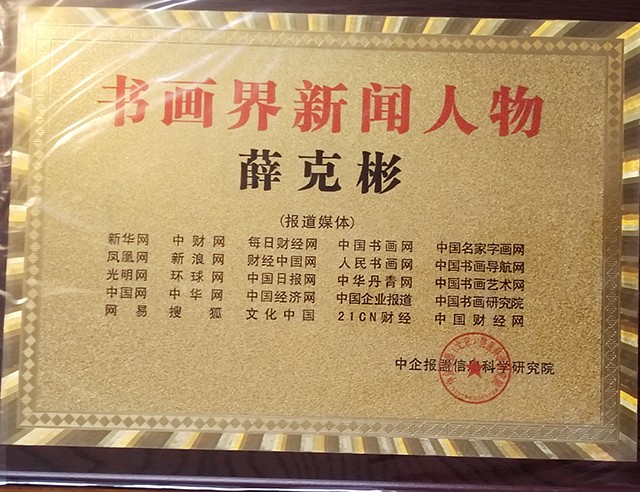 书画界新闻人物
薛克彬
(报道媒体)
新华网 中财网 每日财经网 中国书画网 中国名家字画网
凤凰网 新浪网 财经中国网 人民书画网 中国书画导航网
光明网 环球网 中国日报网 中华丹青网 中国书画艺术网
中国网 中华网 中国经济网 中国企业报道 中国书画研究院
网易 搜狐 文化中国 21CN财经 中国财经网
中企报盟信息科学研究院